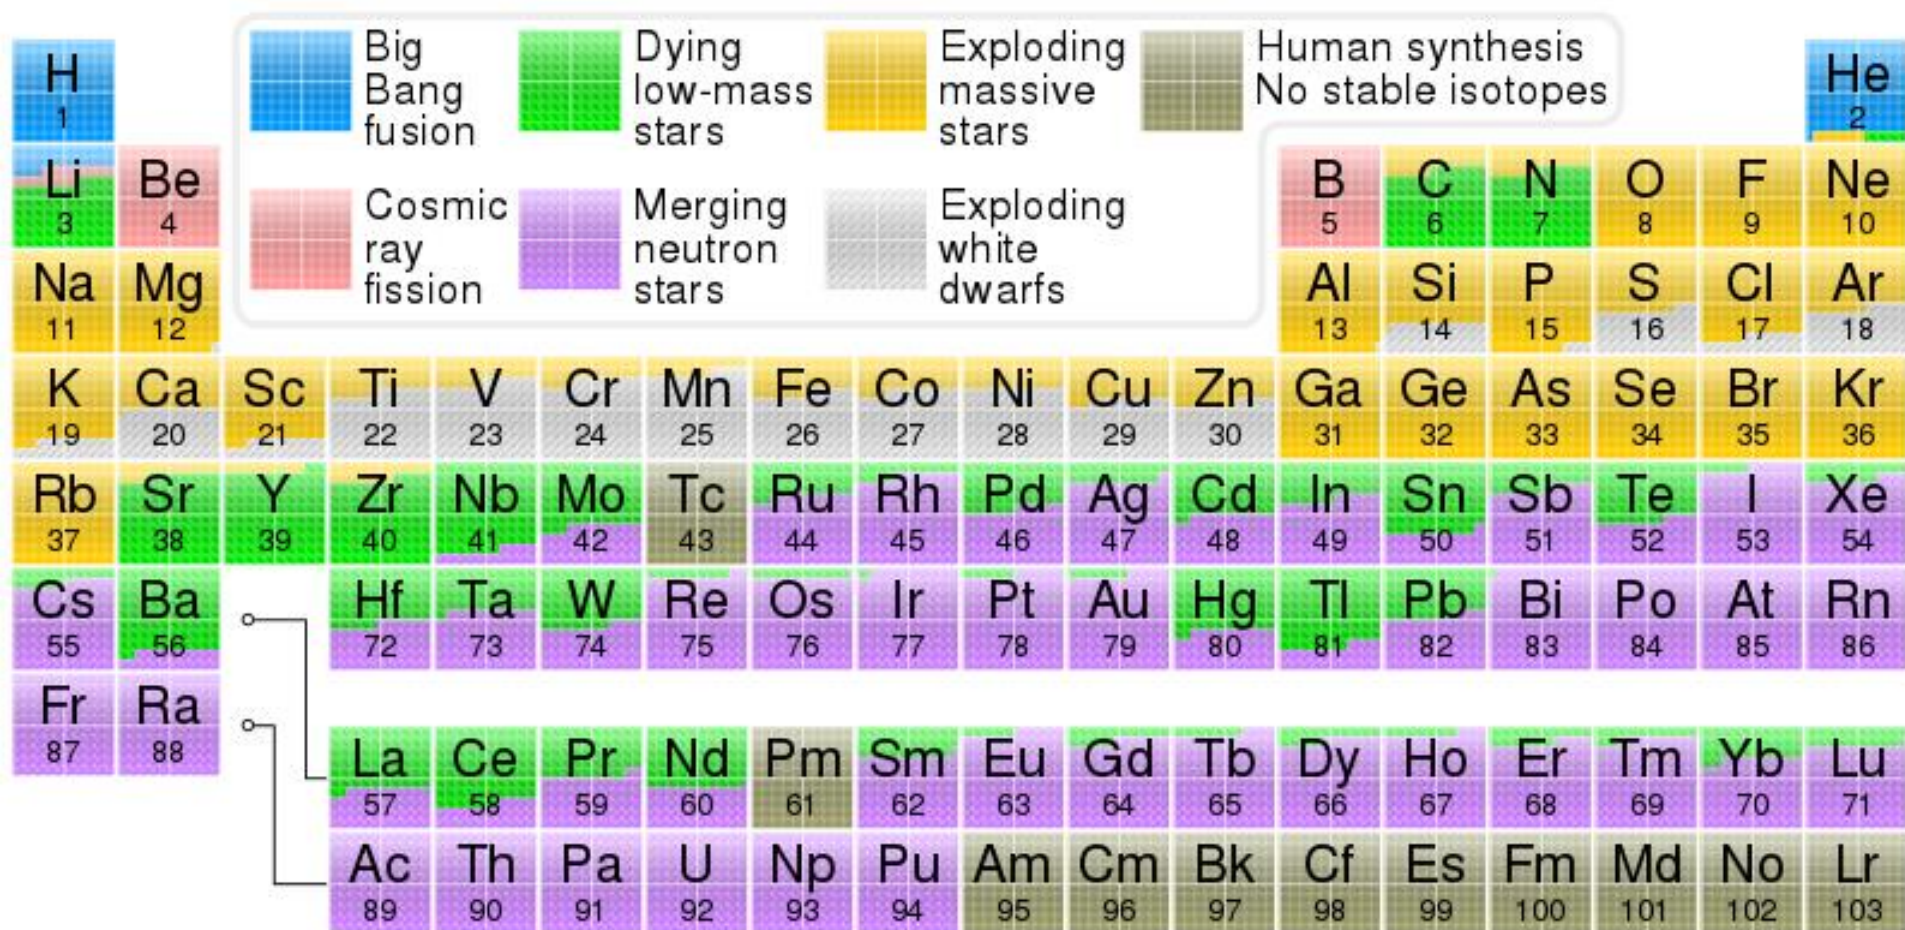 Big
Bang
fusion
Dying
low-mass
stars
Exploding
massive
stars
Human synthesis
No stable isotopes
Cosmic
ray
fission
Merging
neutron
stars
Exploding
white
dwarfs
H He
1 2
Li Be B C N O F Ne
3 4 5 6 7 8 9 10
Na Mg Al Si P S Cl Ar
11 12 13 14 15 16 17 18
K Ca Sc Ti V Cr Mn Fe Co Ni Cu Zn Ga Ge As Se Br Kr
19 20 21 22 23 24 25 26 27 28 29 30 31 32 33 34 35 36
Rb Sr Y Zr Nb Mo Tc Ru Rh Pd Ag Cd In Sn Sb Te I Xe
37 38 39 40 41 42 43 44 45 46 47 48 49 50 51 52 53 54
Cs Ba Hf Ta W Re Os Ir Pt Au Hg Tl Pb Bi Po At Rn
55 56 72 73 74 75 76 77 78 79 80 81 82 83 84 85 86
Fr Ra
87 88
La Ce Pr Nd Pm Sm Eu Gd Tb Dy Ho Er Tm Yb Lu
57 58 59 60 61 62 63 64 65 66 67 68 69 70 71
Ac Th Pa U Np Pu Am Cm Bk Cf Es Fm Md No Lr
89 90 91 92 93 94 95 96 97 98 99 100 101 102 103